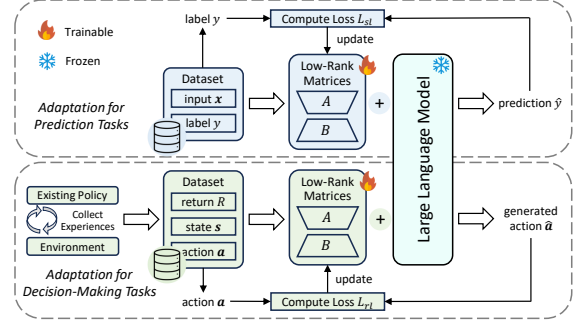 label y
Compute Loss L_sl
Trainable
update
Frozen
Dataset
Low-Rank
Matrices
input x
A
+
prediction ŷ
Adaptation for
Prediction Tasks
label y
B
Large Language Model
Existing Policy
Dataset
Low-Rank
Matrices
Collect
Experiences
return R
A
generated
action â
state s
+
Environment
action a
B
Adaptation for
Decision-Making Tasks
update
action a
Compute Loss L_rl